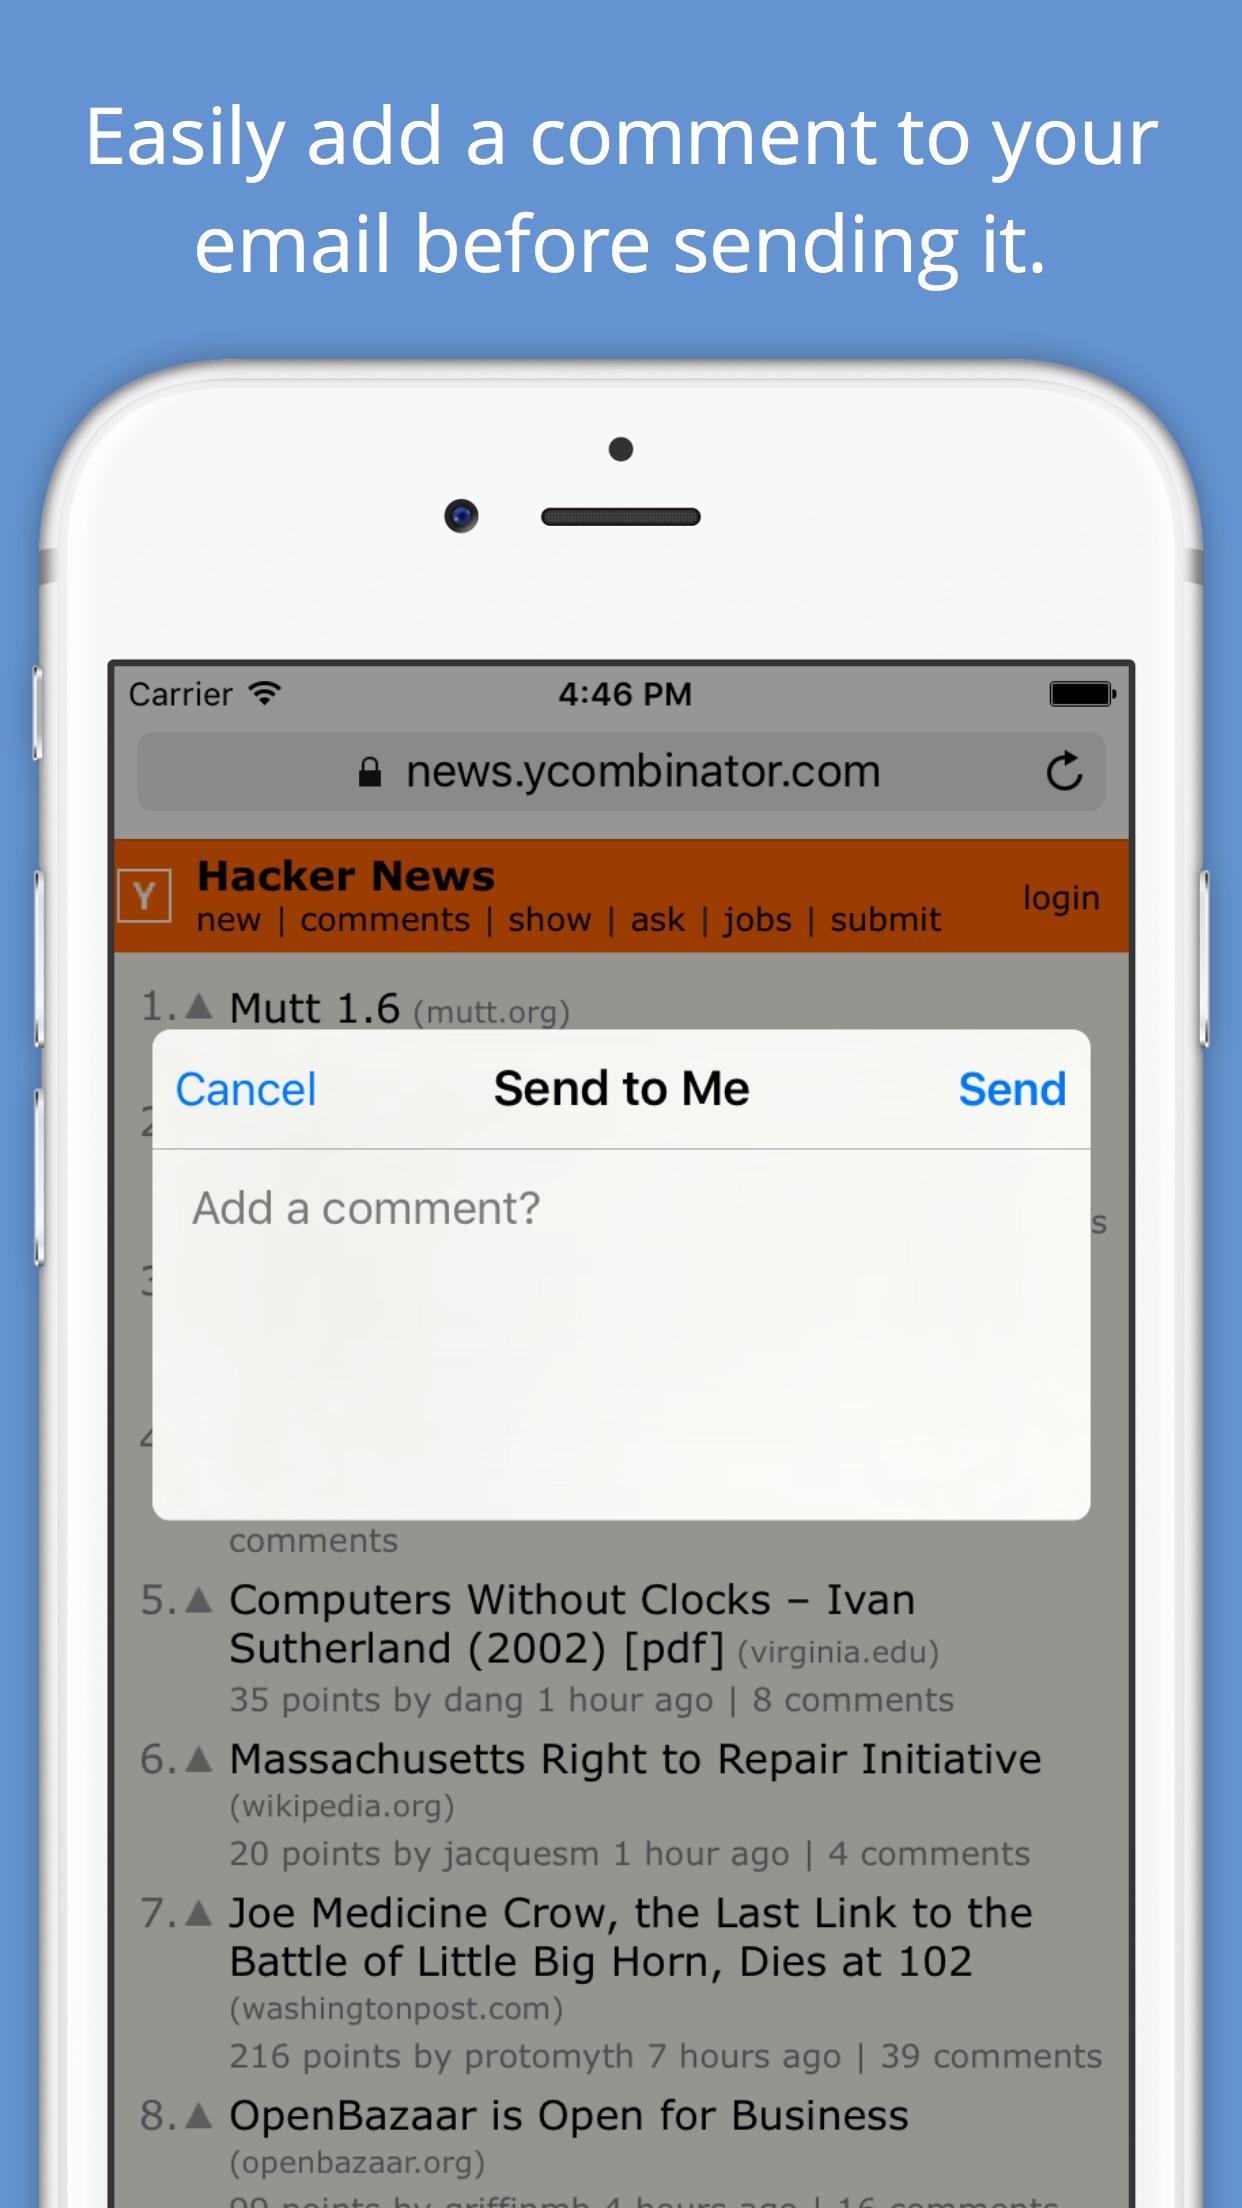 Easily add a comment to your
email before sending it.
Carrier 4:46 PM
news.ycombinator.com
Y Hacker News
new | comments | show | ask | jobs | submit login
1. Mutt 1.6 (mutt.org)
Cancel Send to Me Send
Add a comment?
s
comments
5. Computers Without Clocks – Ivan
Sutherland (2002) [pdf] (virginia.edu)
35 points by dang 1 hour ago | 8 comments
6. Massachusetts Right to Repair Initiative
(wikipedia.org)
20 points by jacquesm 1 hour ago | 4 comments
7. Joe Medicine Crow, the Last Link to the
Battle of Little Big Horn, Dies at 102
(washingtonpost.com)
216 points by protomyth 7 hours ago | 39 comments
8. OpenBazaar is Open for Business
(openbazaar.org)